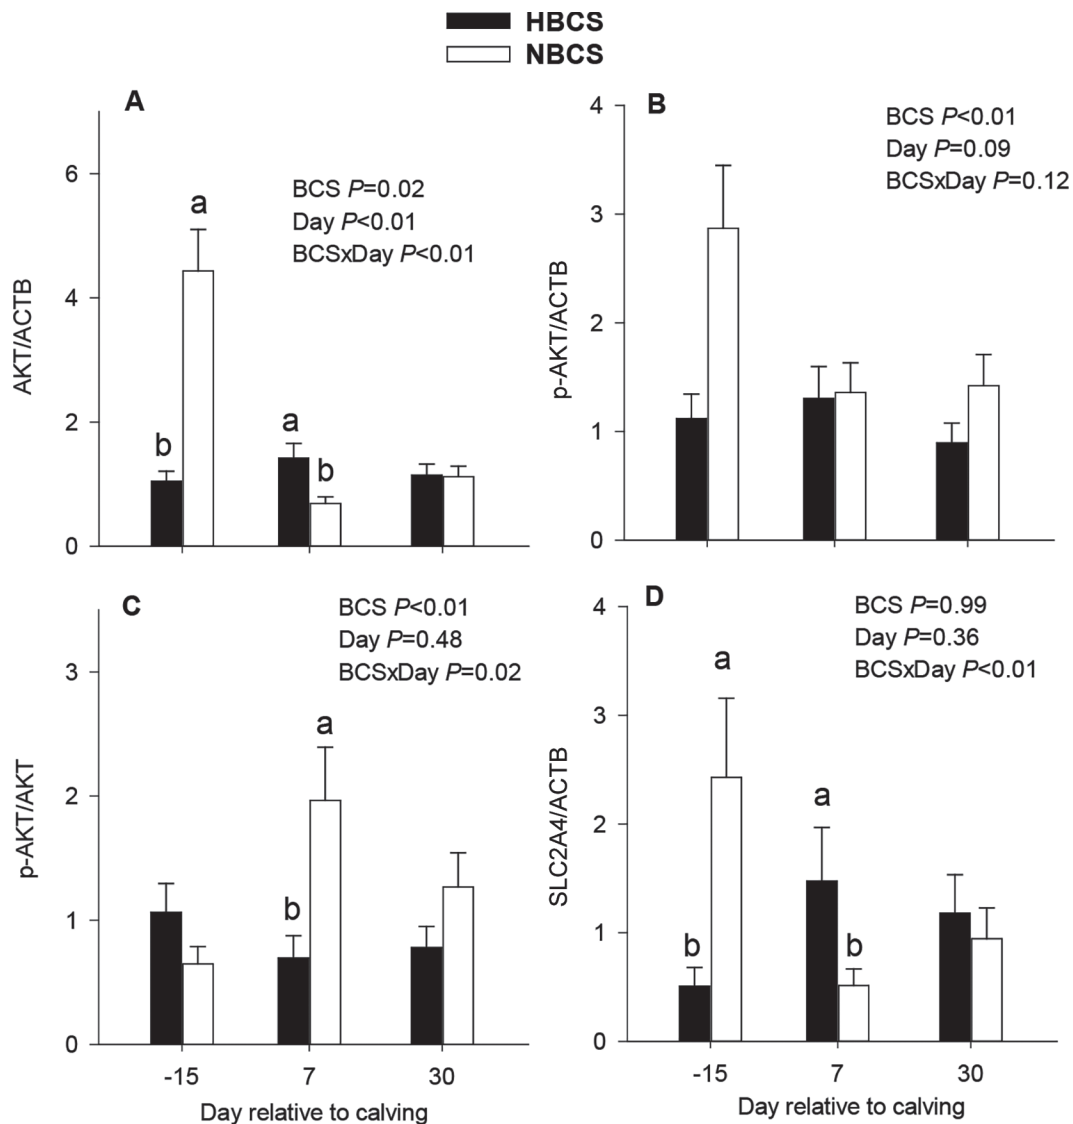 HBCS
NBCS
A
BCS P=0.02
Day P<0.01
BCSxDay P<0.01
AKT/ACTB
6
4
2
0
b
a
a
b
B
BCS P<0.01
Day P=0.09
BCSxDay P=0.12
p-AKT/ACTB
4
3
2
1
0
C
BCS P<0.01
Day P=0.48
BCSxDay P=0.02
p-AKT/AKT
3
2
1
0
b
a
-15 7 30
Day relative to calving
D
BCS P=0.99
Day P=0.36
BCSxDay P<0.01
SLC2A4/ACTB
4
3
2
1
0
b
a
a
b
-15 7 30
Day relative to calving